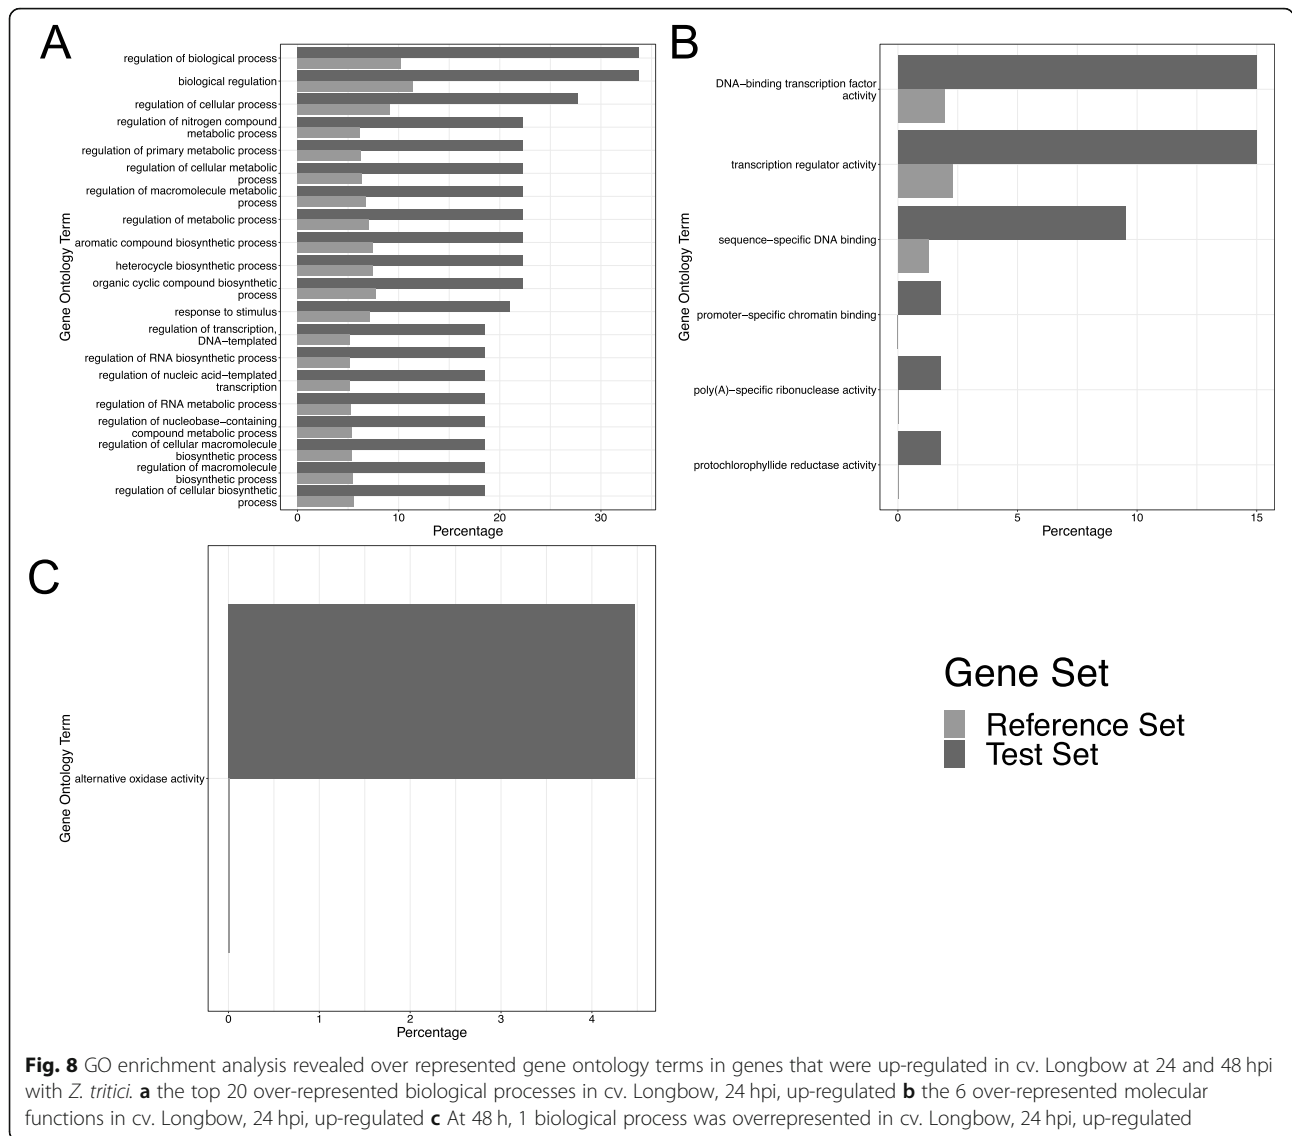 A
regulation of biological process
biological regulation
regulation of cellular process
regulation of nitrogen compound
metabolic process
regulation of primary metabolic process
regulation of cellular metabolic
process
regulation of macromolecule metabolic
process
regulation of metabolic process
aromatic compound biosynthetic process
heterocycle biosynthetic process
organic cyclic compound biosynthetic
process
response to stimulus
regulation of transcription,
DNA−templated
regulation of RNA biosynthetic process
regulation of nucleic acid−templated
transcription
regulation of RNA metabolic process
regulation of nucleobase−containing
compound metabolic process
regulation of cellular macromolecule
biosynthetic process
regulation of macromolecule
biosynthetic process
regulation of cellular biosynthetic
process
Gene Ontology Term
0 10 20 30
Percentage
B
DNA−binding transcription factor
activity
transcription regulator activity
sequence−specific DNA binding
promoter−specific chromatin binding
poly(A)−specific ribonuclease activity
protochlorophyllide reductase activity
Gene Ontology Term
0 5 10 15
Percentage
C
alternative oxidase activity
Gene Ontology Term
0 1 2 3 4
Percentage
Gene Set
Reference Set
Test Set
Fig. 8 GO enrichment analysis revealed over represented gene ontology terms in genes that were up-regulated in cv. Longbow at 24 and 48 hpi
with Z. tritici. a the top 20 over-represented biological processes in cv. Longbow, 24 hpi, up-regulated b the 6 over-represented molecular
functions in cv. Longbow, 24 hpi, up-regulated c At 48 h, 1 biological process was overrepresented in cv. Longbow, 24 hpi, up-regulated